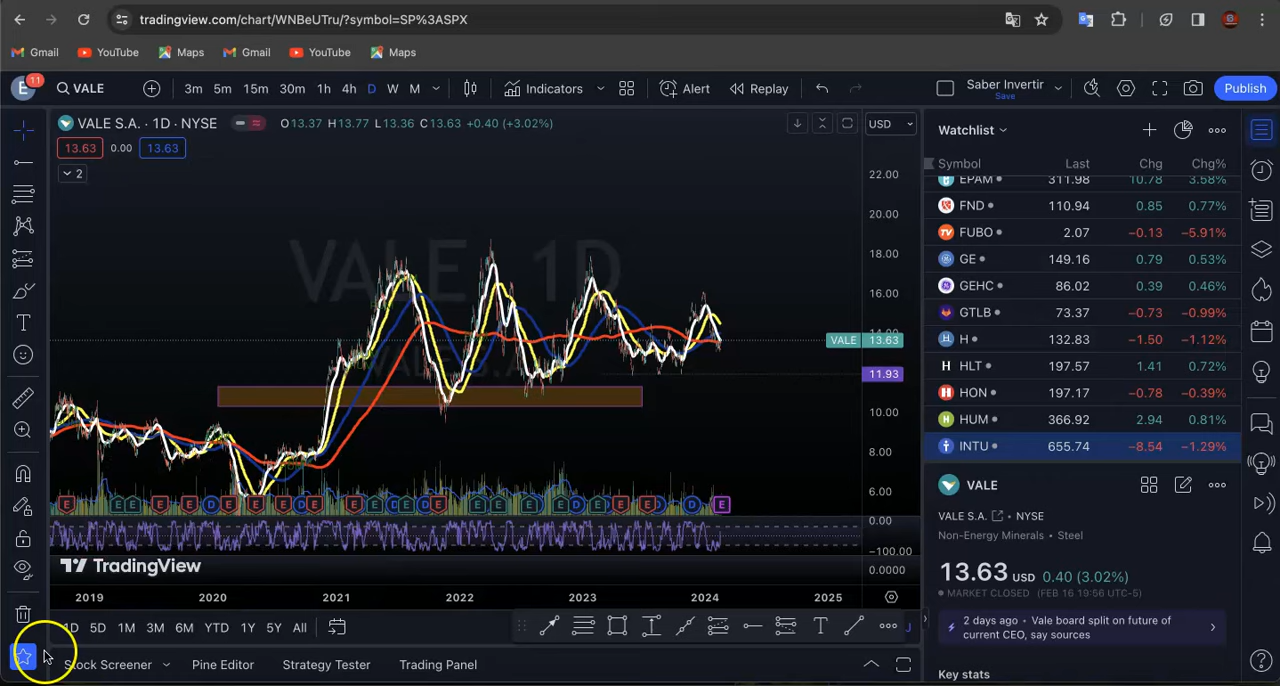 tradingview.com/chart/WNBeUTru/?symbol=SP%3ASPX
Gmail YouTube Maps Gmail YouTube Maps
E 11 VALE 3m 5m 15m 30m 1h 4h D W M Indicators Alert Replay Saber Invertir Save Publish
VALE S.A. · 1D · NYSE O13.37 H13.77 L13.36 C13.63 +0.40 (+3.02%) USD
13.63 0.00 13.63
2
VALE 1D
VALE S.A.
22.00
20.00
18.00
16.00
14.00
VALE 13.63
11.93
10.00
8.00
6.00
0.00
−100.00
0.0000
E E E E E D E E D E E E D E D E E E E D E E E D D E
TradingView
2019 2020 2021 2022 2023 2024 2025
1D 5D 1M 3M 6M YTD 1Y 5Y All
Stock Screener Pine Editor Strategy Tester Trading Panel
Watchlist
Symbol Last Chg Chg%
EPAM 311.98 10.78 3.58%
FND 110.94 0.85 0.77%
FUBO 2.07 −0.13 −5.91%
GE 149.16 0.79 0.53%
GEHC 86.02 0.39 0.46%
GTLB 73.37 −0.73 −0.99%
H 132.83 −1.50 −1.12%
HLT 197.57 1.41 0.72%
HON 197.17 −0.78 −0.39%
HUM 366.92 2.94 0.81%
INTU 655.74 −8.54 −1.29%
VALE
VALE S.A. • NYSE
Non-Energy Minerals • Steel
13.63 USD 0.40 (3.02%)
MARKET CLOSED (FEB 16 19:56 UTC-5)
2 days ago • Vale board split on future of
current CEO, say sources
Key stats